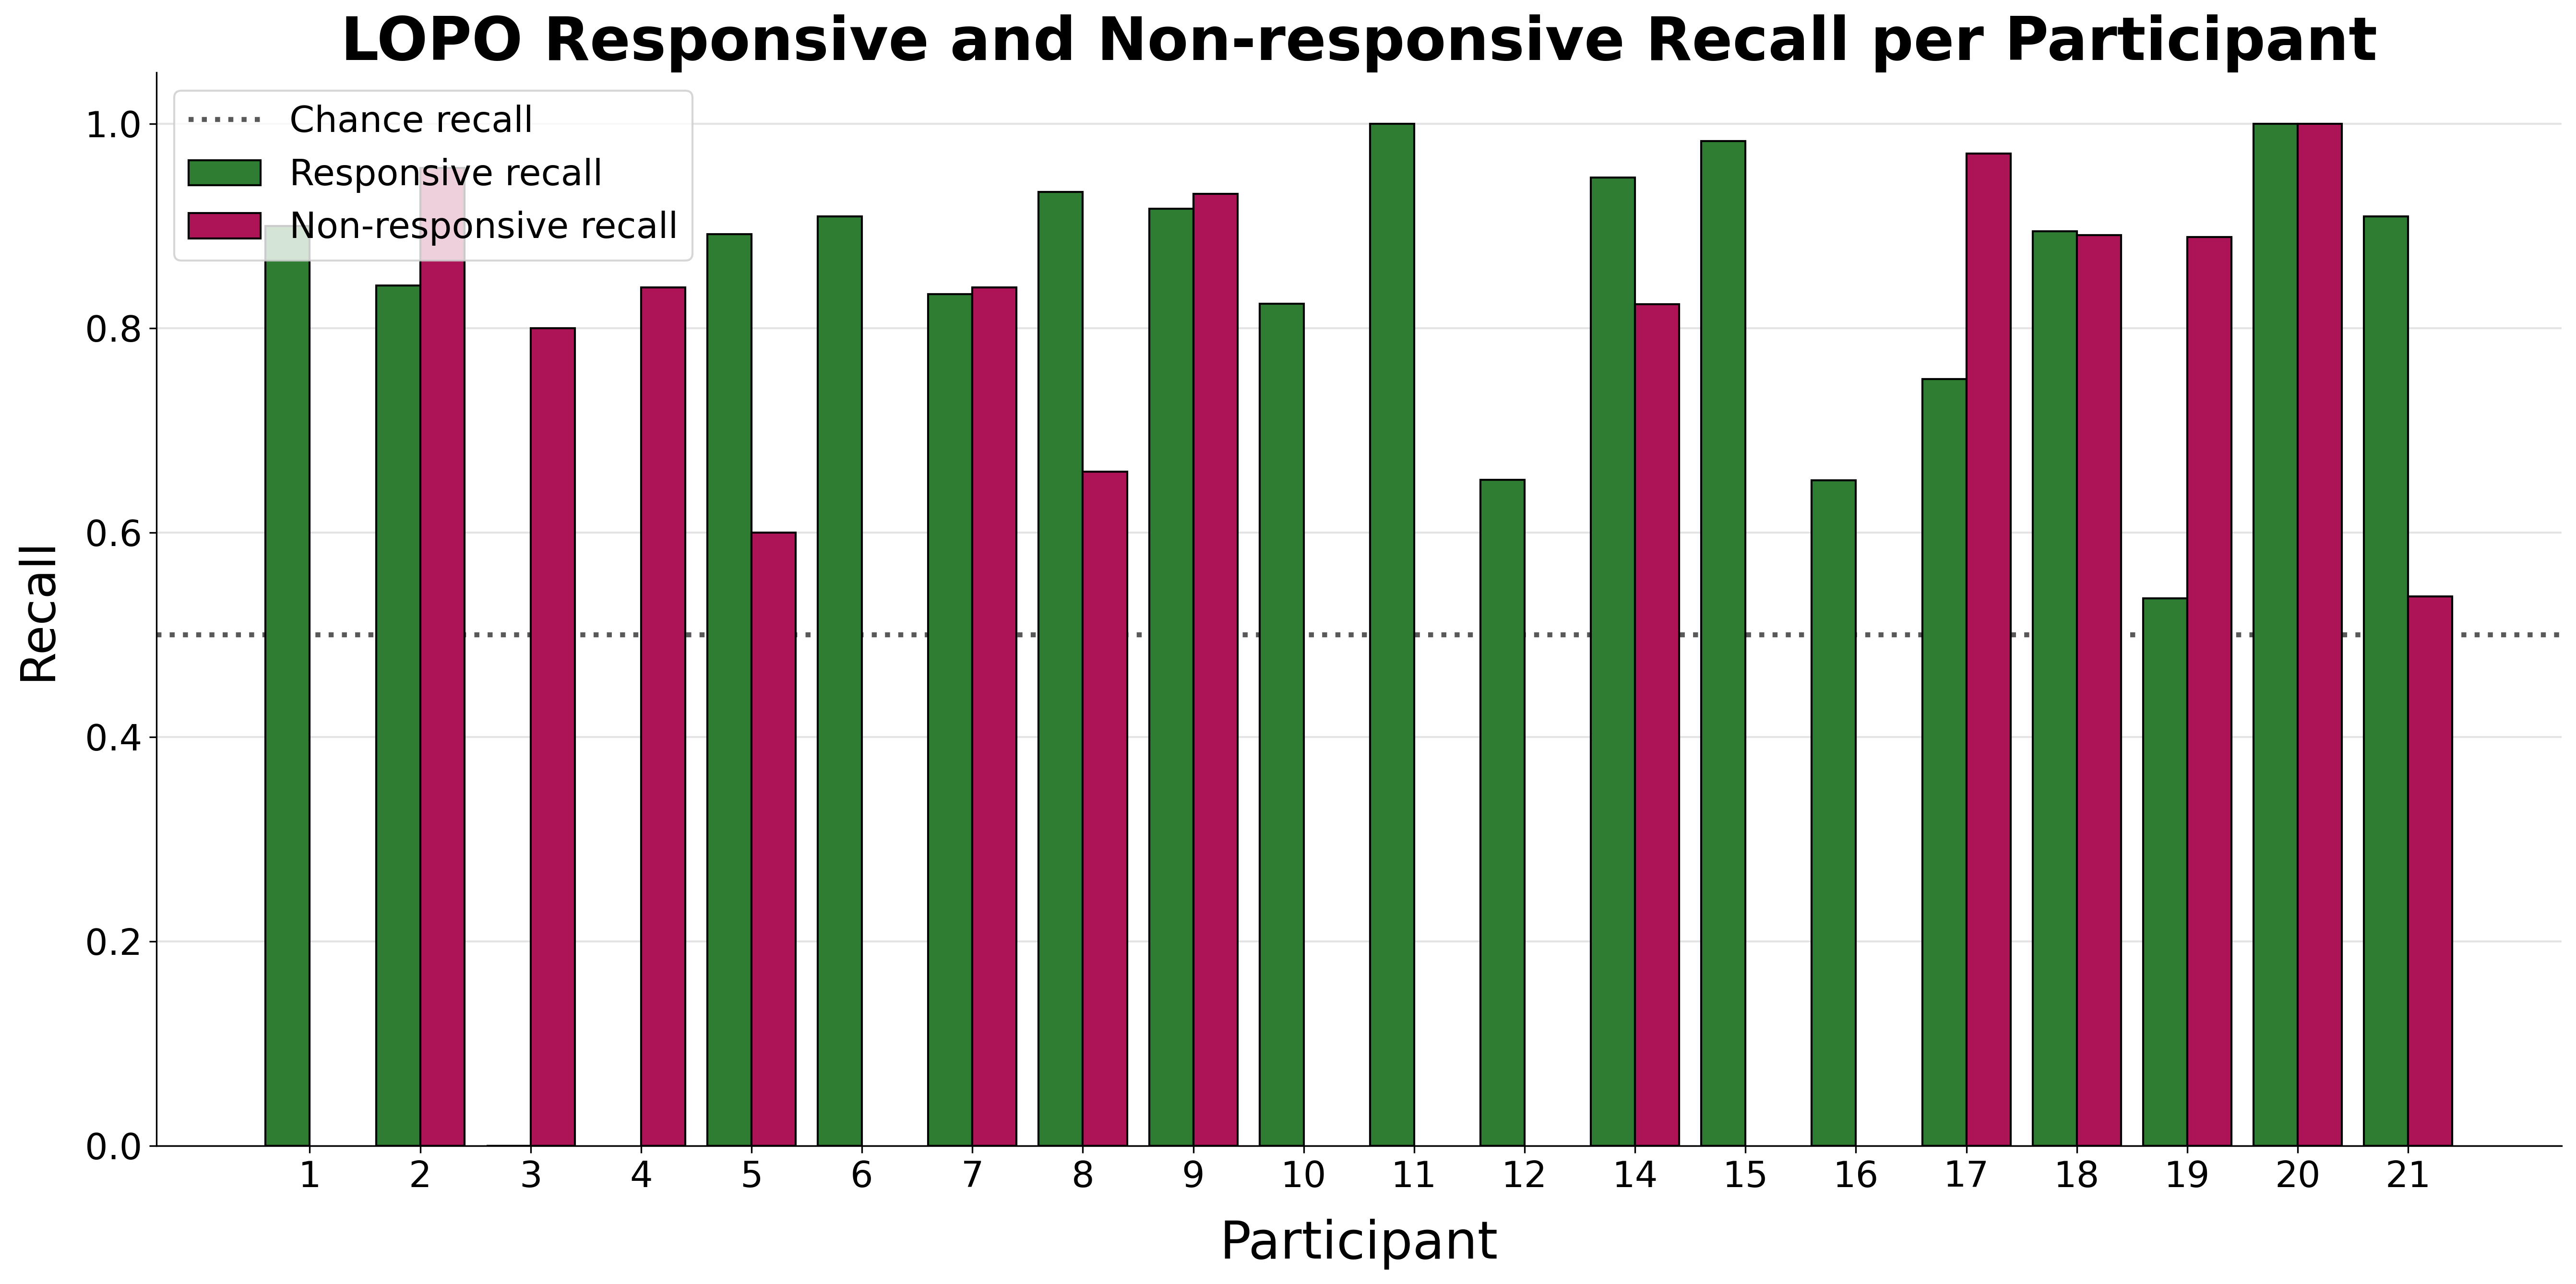 LOPO Responsive and Non-responsive Recall per Participant
Chance recall
Responsive recall
Non-responsive recall
1.0
0.8
0.6
0.4
0.2
0.0
Recall
1 2 3 4 5 6 7 8 9 10 11 12 14 15 16 17 18 19 20 21
Participant